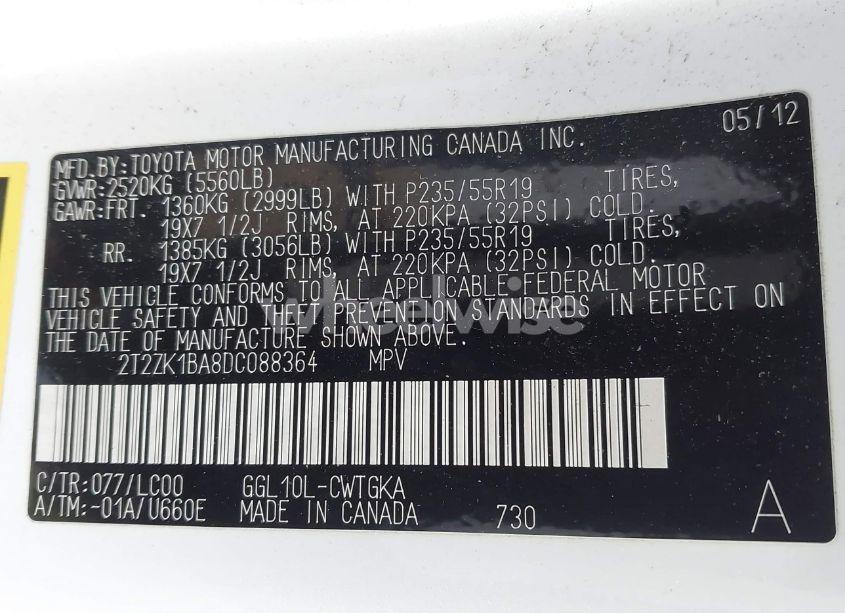 05/12
MFD.BY:TOYOTA MOTOR MANUFACTURING CANADA INC.
GVWR:2520KG (5560LB)
GAWR:FRT. 1360KG (2999LB) WITH P235/55R19 TIRES,
19X7 1/2J RIMS, AT 220KPA (32PSI) COLD.
RR. 1385KG (3056LB) WITH P235/55R19 TIRES,
19X7 1/2J RIMS, AT 220KPA (32PSI) COLD.
THIS VEHICLE CONFORMS TO ALL APPLICABLE FEDERAL MOTOR
VEHICLE SAFETY AND THEFT PREVENTION STANDARDS IN EFFECT ON
THE DATE OF MANUFACTURE SHOWN ABOVE.
wheelwise
2T2ZK1BA8DC088364 MPV
C/TR:077/LC00 GGL10L-CWTGKA
A/TM:-01A/U660E MADE IN CANADA 730 A